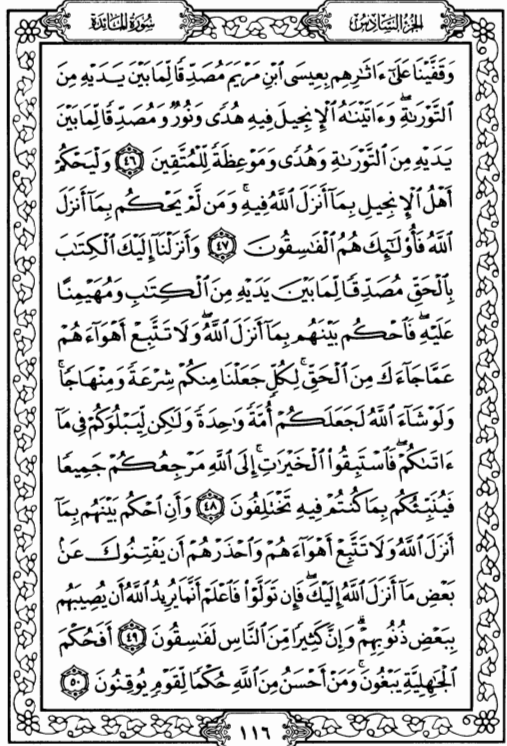 الجزء السادس
سورة المائدة
وَقَفَّيْنَا عَلَىٰٓ ءَاثَٰرِهِم بِعِيسَى ٱبْنِ مَرْيَمَ مُصَدِّقًا لِّمَا بَيْنَ يَدَيْهِ مِنَ
ٱلتَّوْرَىٰةِ ۖ وَءَاتَيْنَٰهُ ٱلْإِنجِيلَ فِيهِ هُدًى وَنُورٌ وَمُصَدِّقًا لِّمَا بَيْنَ
يَدَيْهِ مِنَ ٱلتَّوْرَىٰةِ وَهُدًى وَمَوْعِظَةً لِّلْمُتَّقِينَ ٤٦ وَلْيَحْكُمْ
أَهْلُ ٱلْإِنجِيلِ بِمَآ أَنزَلَ ٱللَّهُ فِيهِ ۚ وَمَن لَّمْ يَحْكُم بِمَآ أَنزَلَ
ٱللَّهُ فَأُو۟لَٰٓئِكَ هُمُ ٱلْفَٰسِقُونَ ٤٧ وَأَنزَلْنَآ إِلَيْكَ ٱلْكِتَٰبَ
بِٱلْحَقِّ مُصَدِّقًا لِّمَا بَيْنَ يَدَيْهِ مِنَ ٱلْكِتَٰبِ وَمُهَيْمِنًا
عَلَيْهِ ۖ فَٱحْكُم بَيْنَهُم بِمَآ أَنزَلَ ٱللَّهُ ۖ وَلَا تَتَّبِعْ أَهْوَآءَهُمْ
عَمَّا جَآءَكَ مِنَ ٱلْحَقِّ ۚ لِكُلٍّ جَعَلْنَا مِنكُمْ شِرْعَةً وَمِنْهَاجًا ۚ
وَلَوْ شَآءَ ٱللَّهُ لَجَعَلَكُمْ أُمَّةً وَٰحِدَةً وَلَٰكِن لِّيَبْلُوَكُمْ فِى مَآ
ءَاتَىٰكُمْ ۖ فَٱسْتَبِقُوا۟ ٱلْخَيْرَٰتِ ۚ إِلَى ٱللَّهِ مَرْجِعُكُمْ جَمِيعًا
فَيُنَبِّئُكُم بِمَا كُنتُمْ فِيهِ تَخْتَلِفُونَ ٤٨ وَأَنِ ٱحْكُم بَيْنَهُم بِمَآ
أَنزَلَ ٱللَّهُ وَلَا تَتَّبِعْ أَهْوَآءَهُمْ وَٱحْذَرْهُمْ أَن يَفْتِنُوكَ عَنۢ
بَعْضِ مَآ أَنزَلَ ٱللَّهُ إِلَيْكَ ۖ فَإِن تَوَلَّوْا۟ فَٱعْلَمْ أَنَّمَا يُرِيدُ ٱللَّهُ أَن يُصِيبَهُم
بِبَعْضِ ذُنُوبِهِمْ ۗ وَإِنَّ كَثِيرًا مِّنَ ٱلنَّاسِ لَفَٰسِقُونَ ٤٩ أَفَحُكْمَ
ٱلْجَٰهِلِيَّةِ يَبْغُونَ ۚ وَمَنْ أَحْسَنُ مِنَ ٱللَّهِ حُكْمًا لِّقَوْمٍ يُوقِنُونَ ٥٠
١١٦